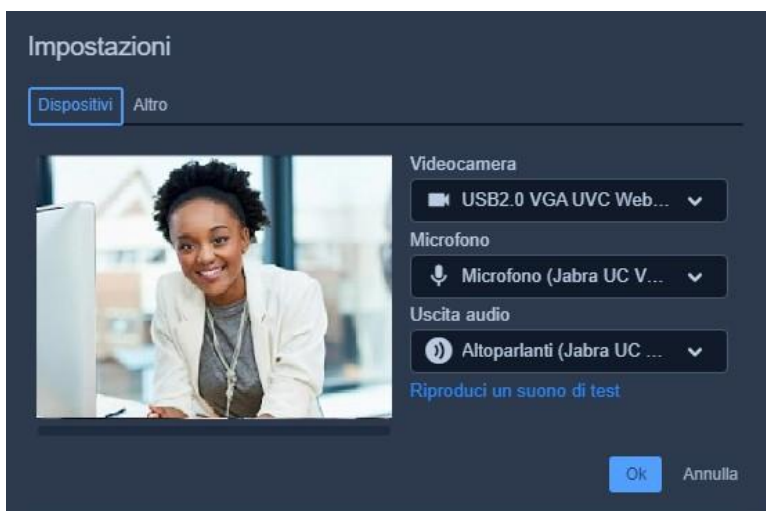 Impostazioni
Dispositivi Altro
Videocamera
USB2.0 VGA UVC Web...
Microfono
Microfono (Jabra UC V...
Uscita audio
Altoparlanti (Jabra UC ...
Riproduci un suono di test
Ok Annulla